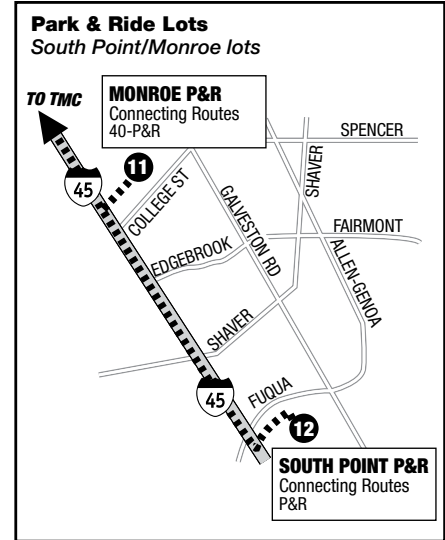 Park & Ride Lots
South Point/Monroe lots
TO TMC
MONROE P&R
Connecting Routes
40-P&R
SPENCER
11
45
COLLEGE ST
GALVESTON RD
SHAVER
FAIRMONT
EDGEBROOK
ALLEN-GENOA
SHAVER
45
FUQUA
12
SOUTH POINT P&R
Connecting Routes
P&R